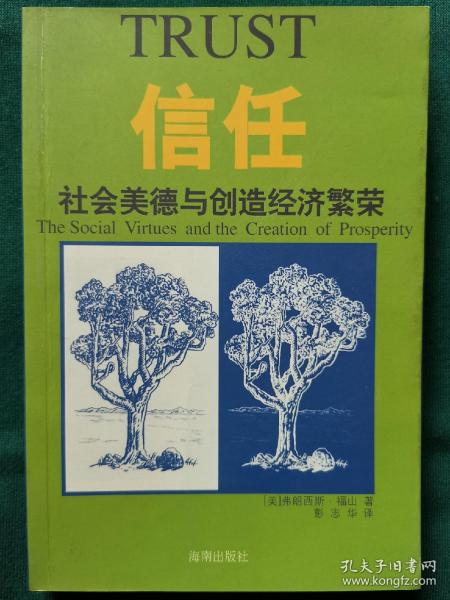 TRUST
信任
社会美德与创造经济繁荣
The Social Virtues and the Creation of Prosperity
[美]弗朗西斯·福山 著
彭志华 译
海南出版社
孔夫子旧书网
www.kongfz.com